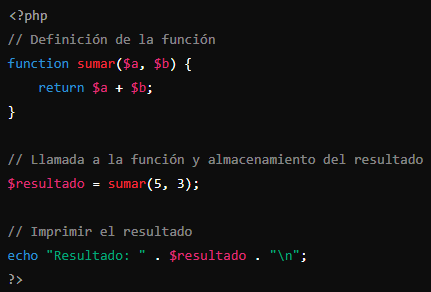 <?php
// Definición de la función
function sumar($a, $b) {
    return $a + $b;
}

// Llamada a la función y almacenamiento del resultado
$resultado = sumar(5, 3);

// Imprimir el resultado
echo "Resultado: " . $resultado . "\n";
?>